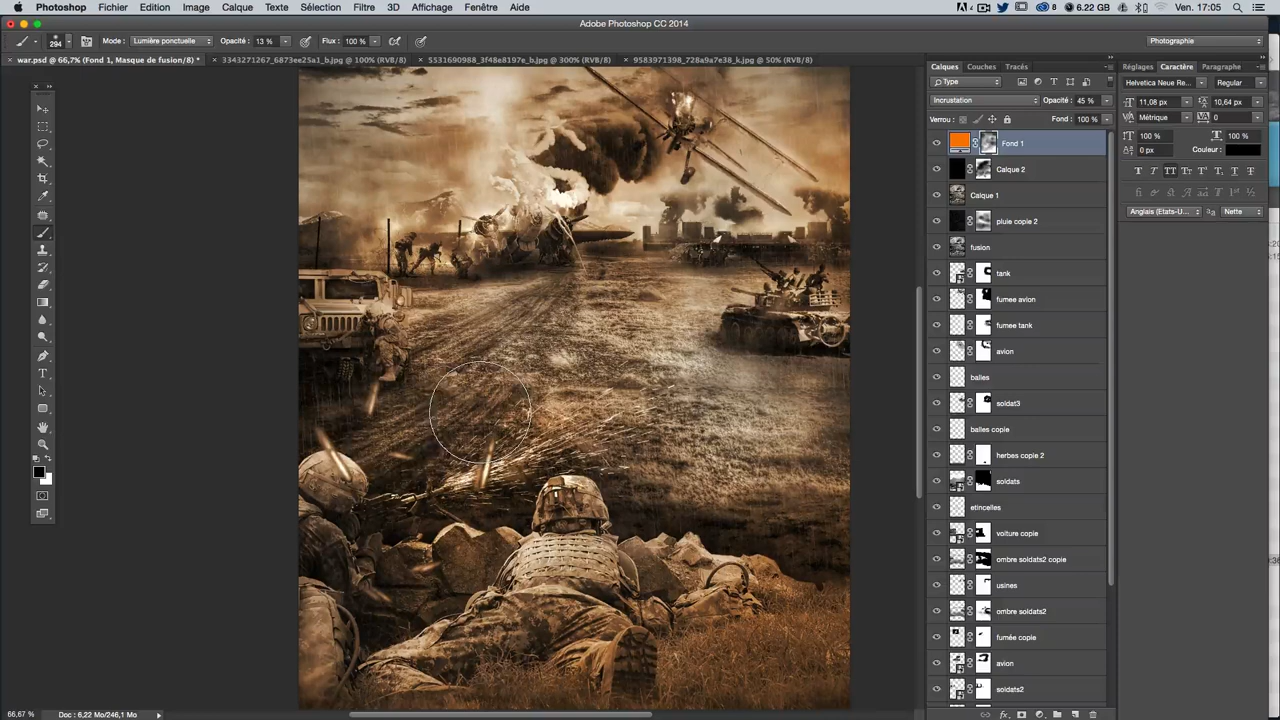 Photoshop Fichier Edition Image Calque Texte Sélection Filtre 3D Affichage Fenêtre Aide 4 8 6.22 GB Ven. 17:05
Adobe Photoshop CC 2014
294 Mode : Lumière ponctuelle Opacité : 13 % Flux : 100 % Photographie
war.psd @ 66,7% (Fond 1, Masque de fusion/8) * 3343271267_6873ee25a1_b.jpg @ 100% (RVB/8) 5531690988_3f48e8197e_b.jpg @ 300% (RVB/8) 9583971398_728a9a7e38_k.jpg @ 50% (RVB/8)
Calques Couches Tracés
Type
Incrustation Opacité : 45 %
Verrou : Fond : 100 %
Fond 1
Calque 2
Calque 1
pluie copie 2
fusion
tank
fumee avion
fumee tank
avion
balles
soldat3
balles copie
herbes copie 2
soldats
etincelles
voiture copie
ombre soldats2 copie
usines
ombre soldats2
fumée copie
avion
soldats2
Réglages Caractère Paragraphe
Helvetica Neue Re... Regular
11,08 px 10,64 px
Métrique 0
100 % 100 %
0 px Couleur :
Anglais (Etats-U... Nette
66,67 % Doc : 6,22 Mo/246,1 Mo